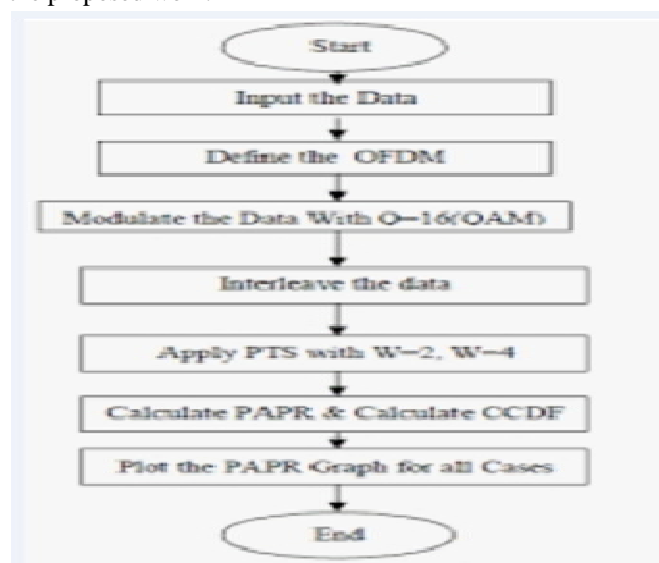 Start
Input the Data
Define the OFDM
Modulate the Data With Q=16(QAM)
Interleave the data
Apply PTS with W=2, W=4
Calculate PAPR & Calculate CCDF
Plot the PAPR Graph for all Cases
End